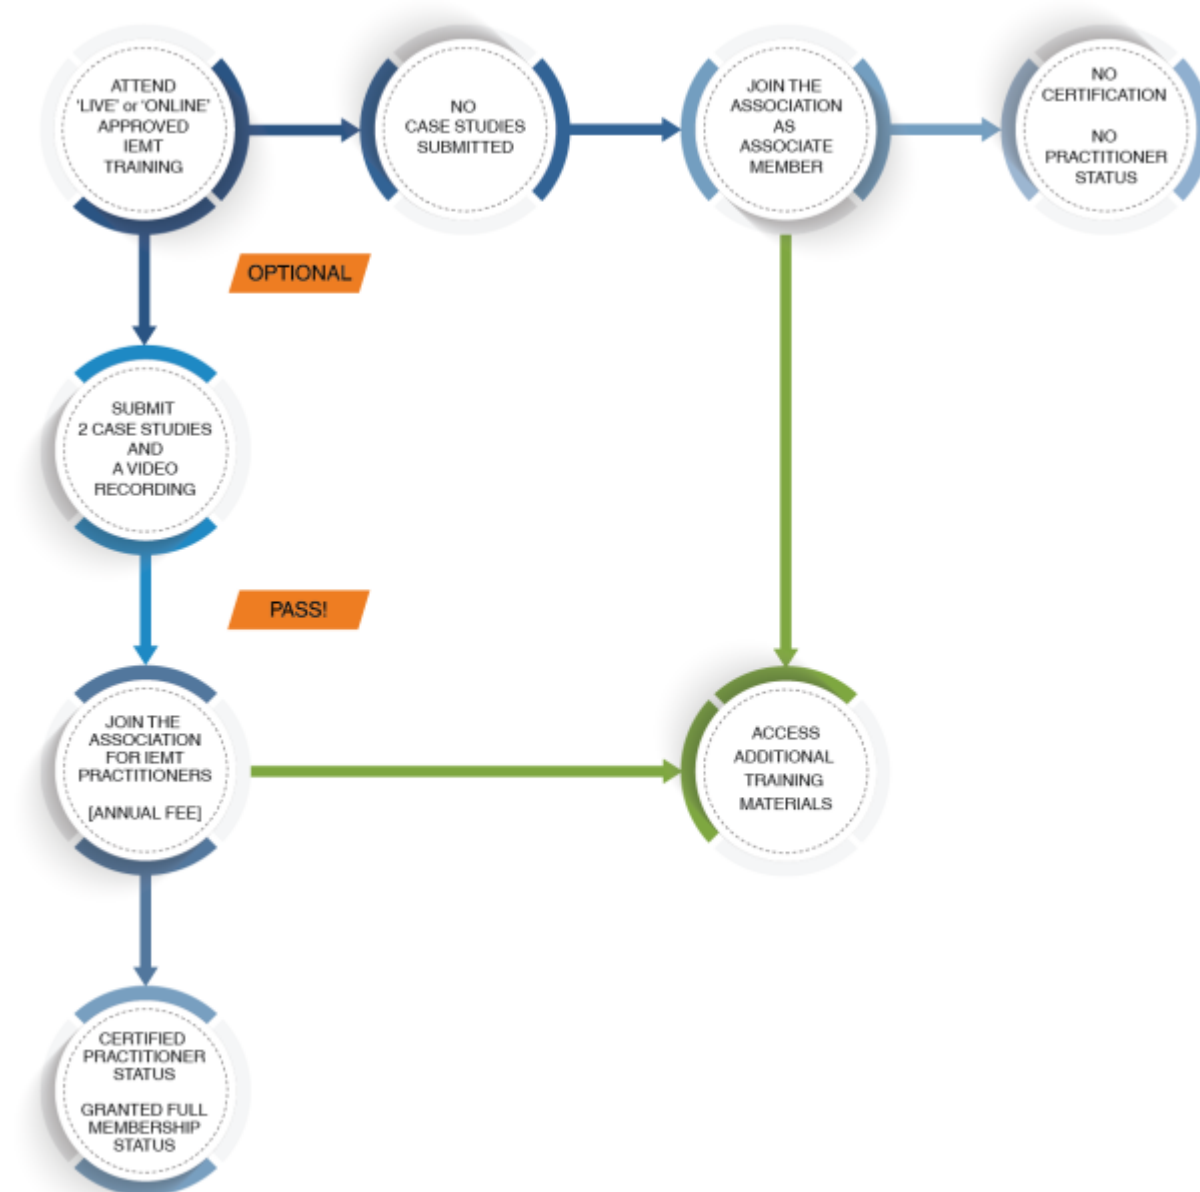 ATTEND
'LIVE' or 'ONLINE'
APPROVED
IEMT
TRAINING
NO
CASE STUDIES
SUBMITTED
JOIN THE
ASSOCIATION
AS
ASSOCIATE
MEMBER
NO
CERTIFICATION
NO
PRACTITIONER
STATUS
OPTIONAL
SUBMIT
2 CASE STUDIES
AND
A VIDEO
RECORDING
PASS!
JOIN THE
ASSOCIATION
FOR IEMT
PRACTITIONERS
[ANNUAL FEE]
ACCESS
ADDITIONAL
TRAINING
MATERIALS
CERTIFIED
PRACTITIONER
STATUS
GRANTED FULL
MEMBERSHIP
STATUS